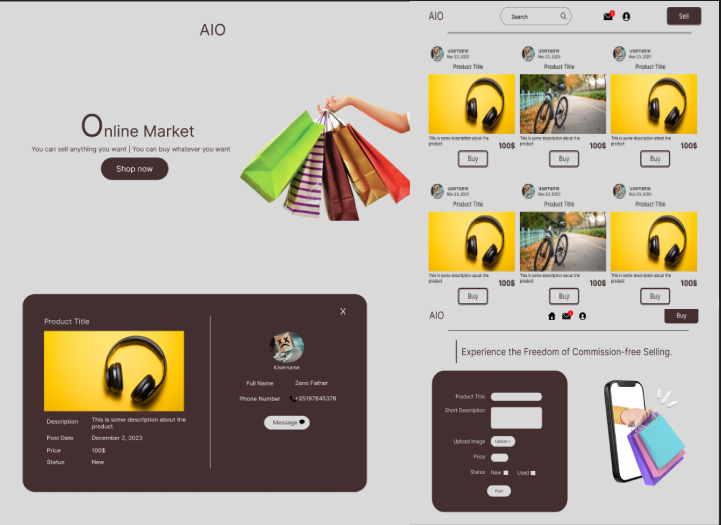 AIO
Online Market
You can sell anything you want | You can buy whatever you want
Shop now
Product Title
X
Username
Full Name Zeno Father
Phone Number +25197645376
Message
Description This is some description about the
product
Post Date December 2, 2023
Price 100$
Status New
AIO
Search
Sell
username
Nov 23, 2023
Product Title
username
Nov 23, 2023
Product Title
username
Nov 23, 2023
Product Title
This is some description about the
product
100$
Buy
This is some description about the
product
100$
Buy
This is some description about the
product
100$
Buy
username
Nov 23, 2023
Product Title
username
Nov 23, 2023
Product Title
username
Nov 23, 2023
Product Title
This is some description about the
product
100$
Buy
This is some description about the
product
100$
Buy
This is some description about the
product
100$
Buy
AIO
Buy
Experience the Freedom of Commission-free Selling.
Product Title
Short Description
Upload image Upload +
Price
Status New Used
Post